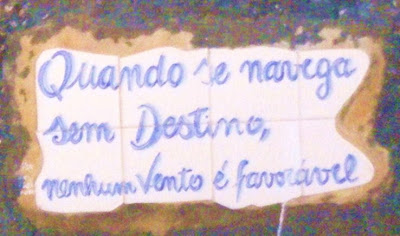 Quando se navega
sem Destino,
nenhum Vento é favorável